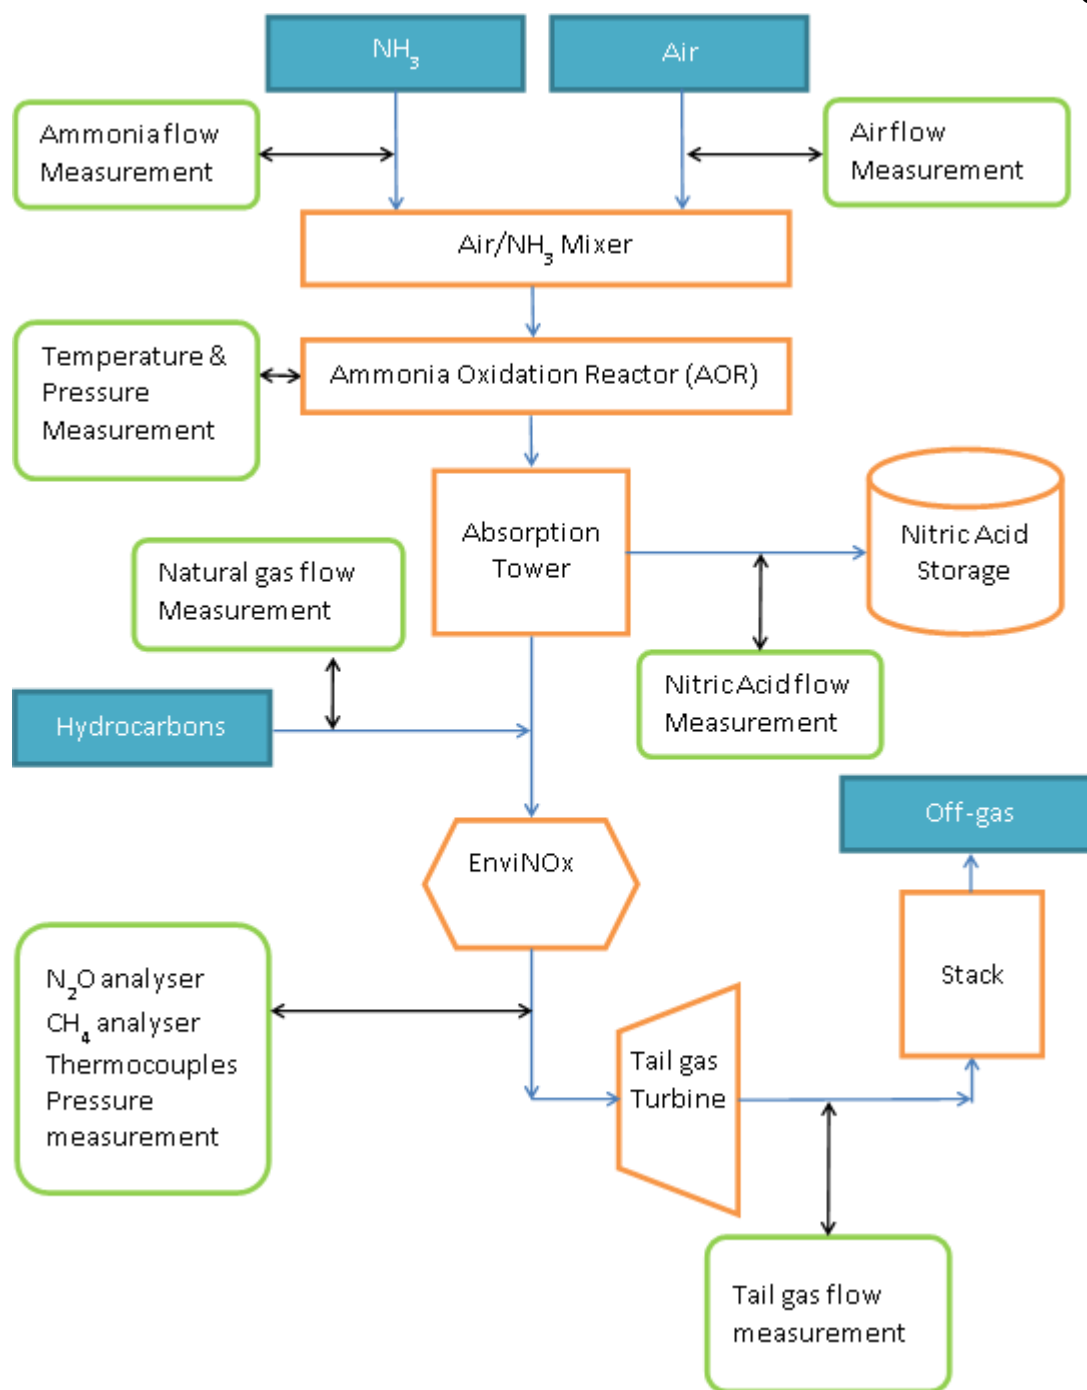 NH₃
Air
Ammonia flow
Measurement
Air flow
Measurement
Air/NH₃ Mixer
Temperature &
Pressure
Measurement
Ammonia Oxidation Reactor (AOR)
Absorption
Tower
Nitric Acid
Storage
Natural gas flow
Measurement
Nitric Acid flow
Measurement
Hydrocarbons
Off-gas
EnviNOx
Stack
N₂O analyser
CH₄ analyser
Thermocouples
Pressure
measurement
Tail gas
Turbine
Tail gas flow
measurement